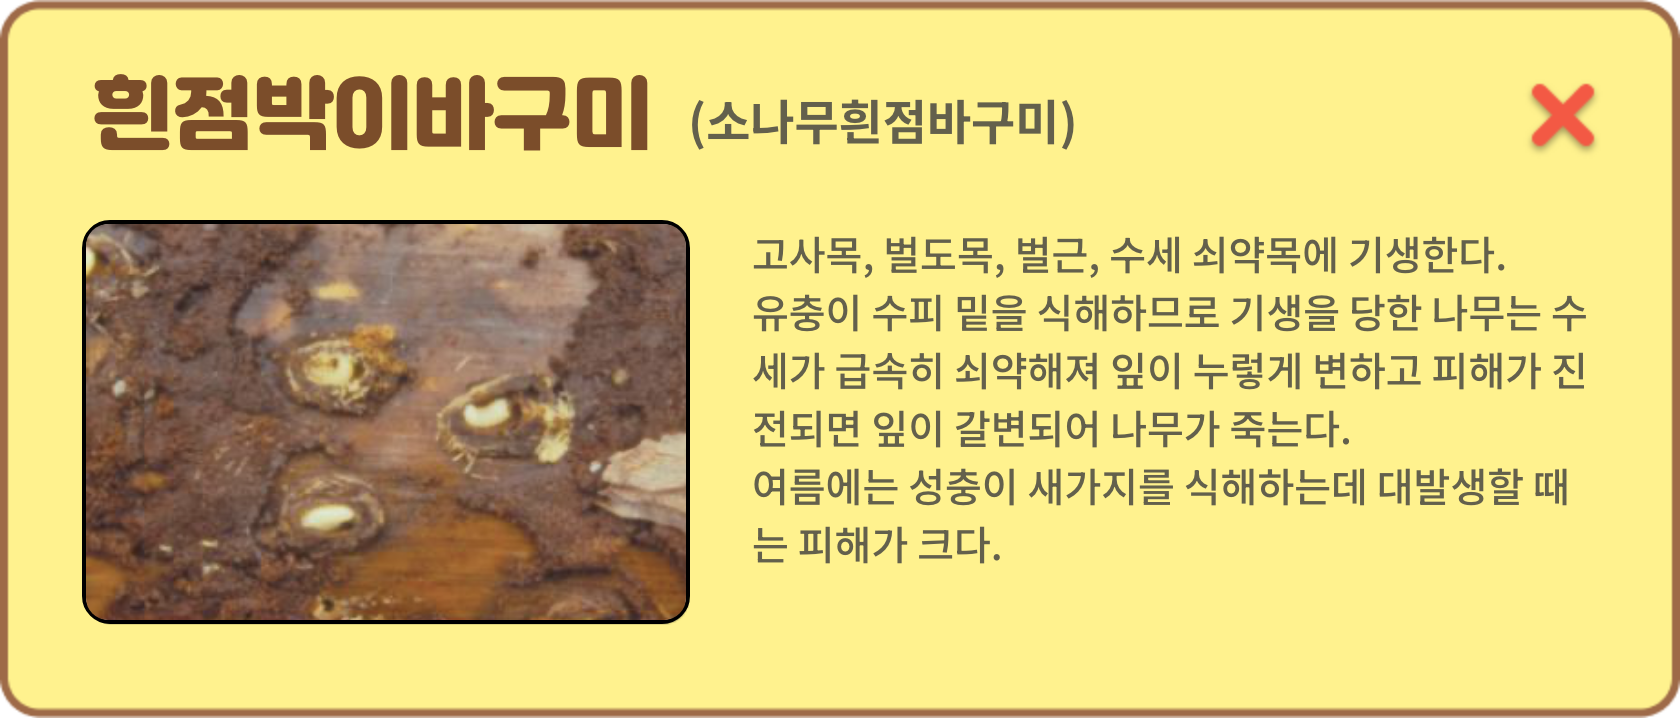 흰점박이바구미 (소나무흰점바구미)
고사목, 벌도목, 벌근, 수세 쇠약목에 기생한다.
유충이 수피 밑을 식해하므로 기생을 당한 나무는 수
세가 급속히 쇠약해져 잎이 누렇게 변하고 피해가 진
전되면 잎이 갈변되어 나무가 죽는다.
여름에는 성충이 새가지를 식해하는데 대발생할 때
는 피해가 크다.